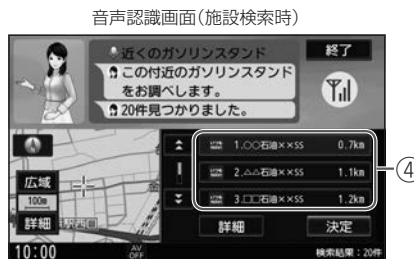 音声認識画面(施設検索時)
近くのガソリンスタンド
終了
この付近のガソリンスタンド
をお調べします。
20件見つかりました。
1.○○石油××SS 0.7km
2.△△石油××SS 1.1km
3.□□石油××SS 1.2km
④
広域
100m
詳細
駅西口
詳細
決定
10:00
AV
OFF
検索結果：20件